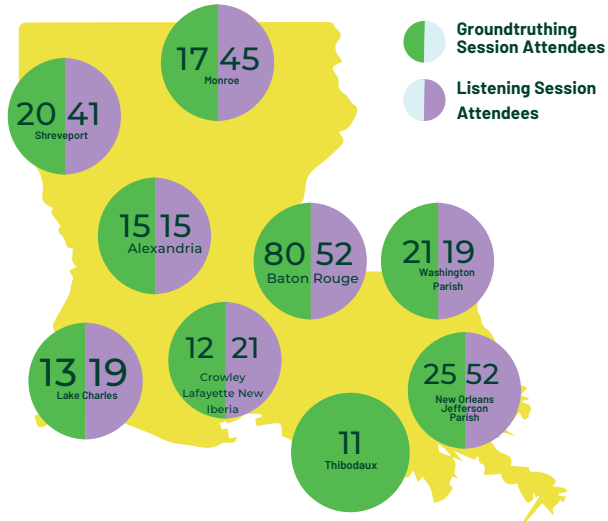 Groundtruthing
Session Attendees
Listening Session
Attendees
17 45
Monroe
20 41
Shreveport
15 15
Alexandria
80 52
Baton Rouge
21 19
Washington
Parish
12 21
Crowley
Lafayette New
Iberia
13 19
Lake Charles
25 52
New Orleans
Jefferson
Parish
11
Thibodaux